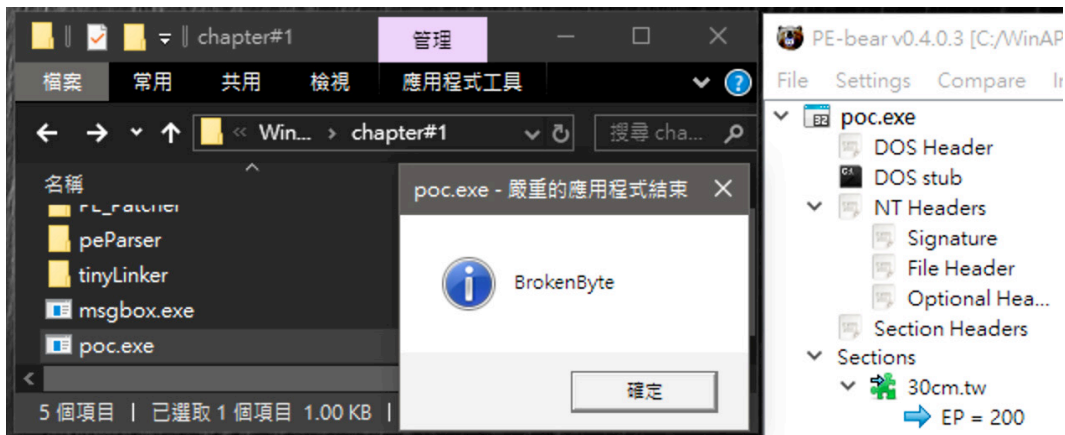 chapter#1
管理
檔案 常用 共用 檢視 應用程式工具
Win... chapter#1
搜尋 cha...
名稱
PE_Patcher
peParser
tinyLinker
msgbox.exe
poc.exe
5 個項目 | 已選取 1 個項目 1.00 KB |
poc.exe - 嚴重的應用程式結束
BrokenByte
確定
PE-bear v0.4.0.3 [C:/WinAP
File Settings Compare
poc.exe
DOS Header
DOS stub
NT Headers
Signature
File Header
Optional Hea...
Section Headers
Sections
30cm.tw
EP = 200